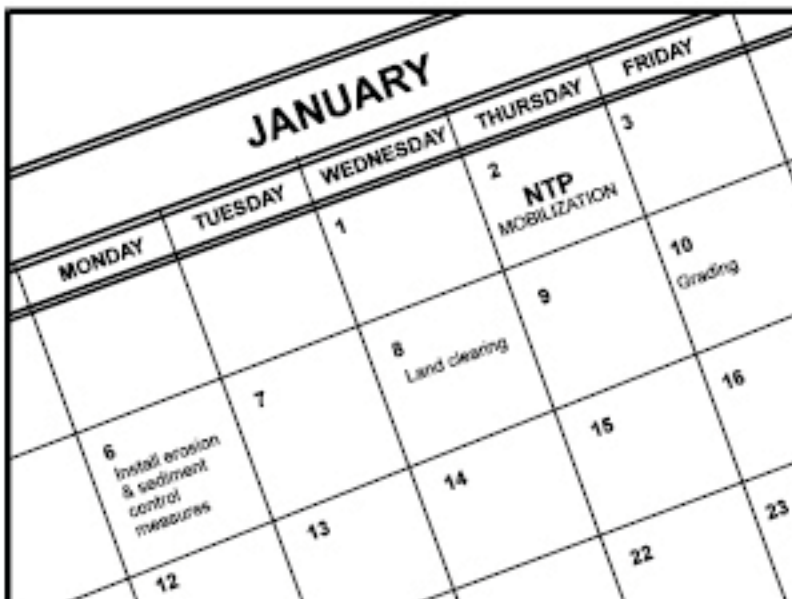 JANUARY
MONDAY TUESDAY WEDNESDAY THURSDAY FRIDAY
1
2
NTP
MOBILIZATION
3
6
Install erosion
& sediment
control
measures
7
8
Land clearing
9
10
Grading
12
13
14
15
16
22
23